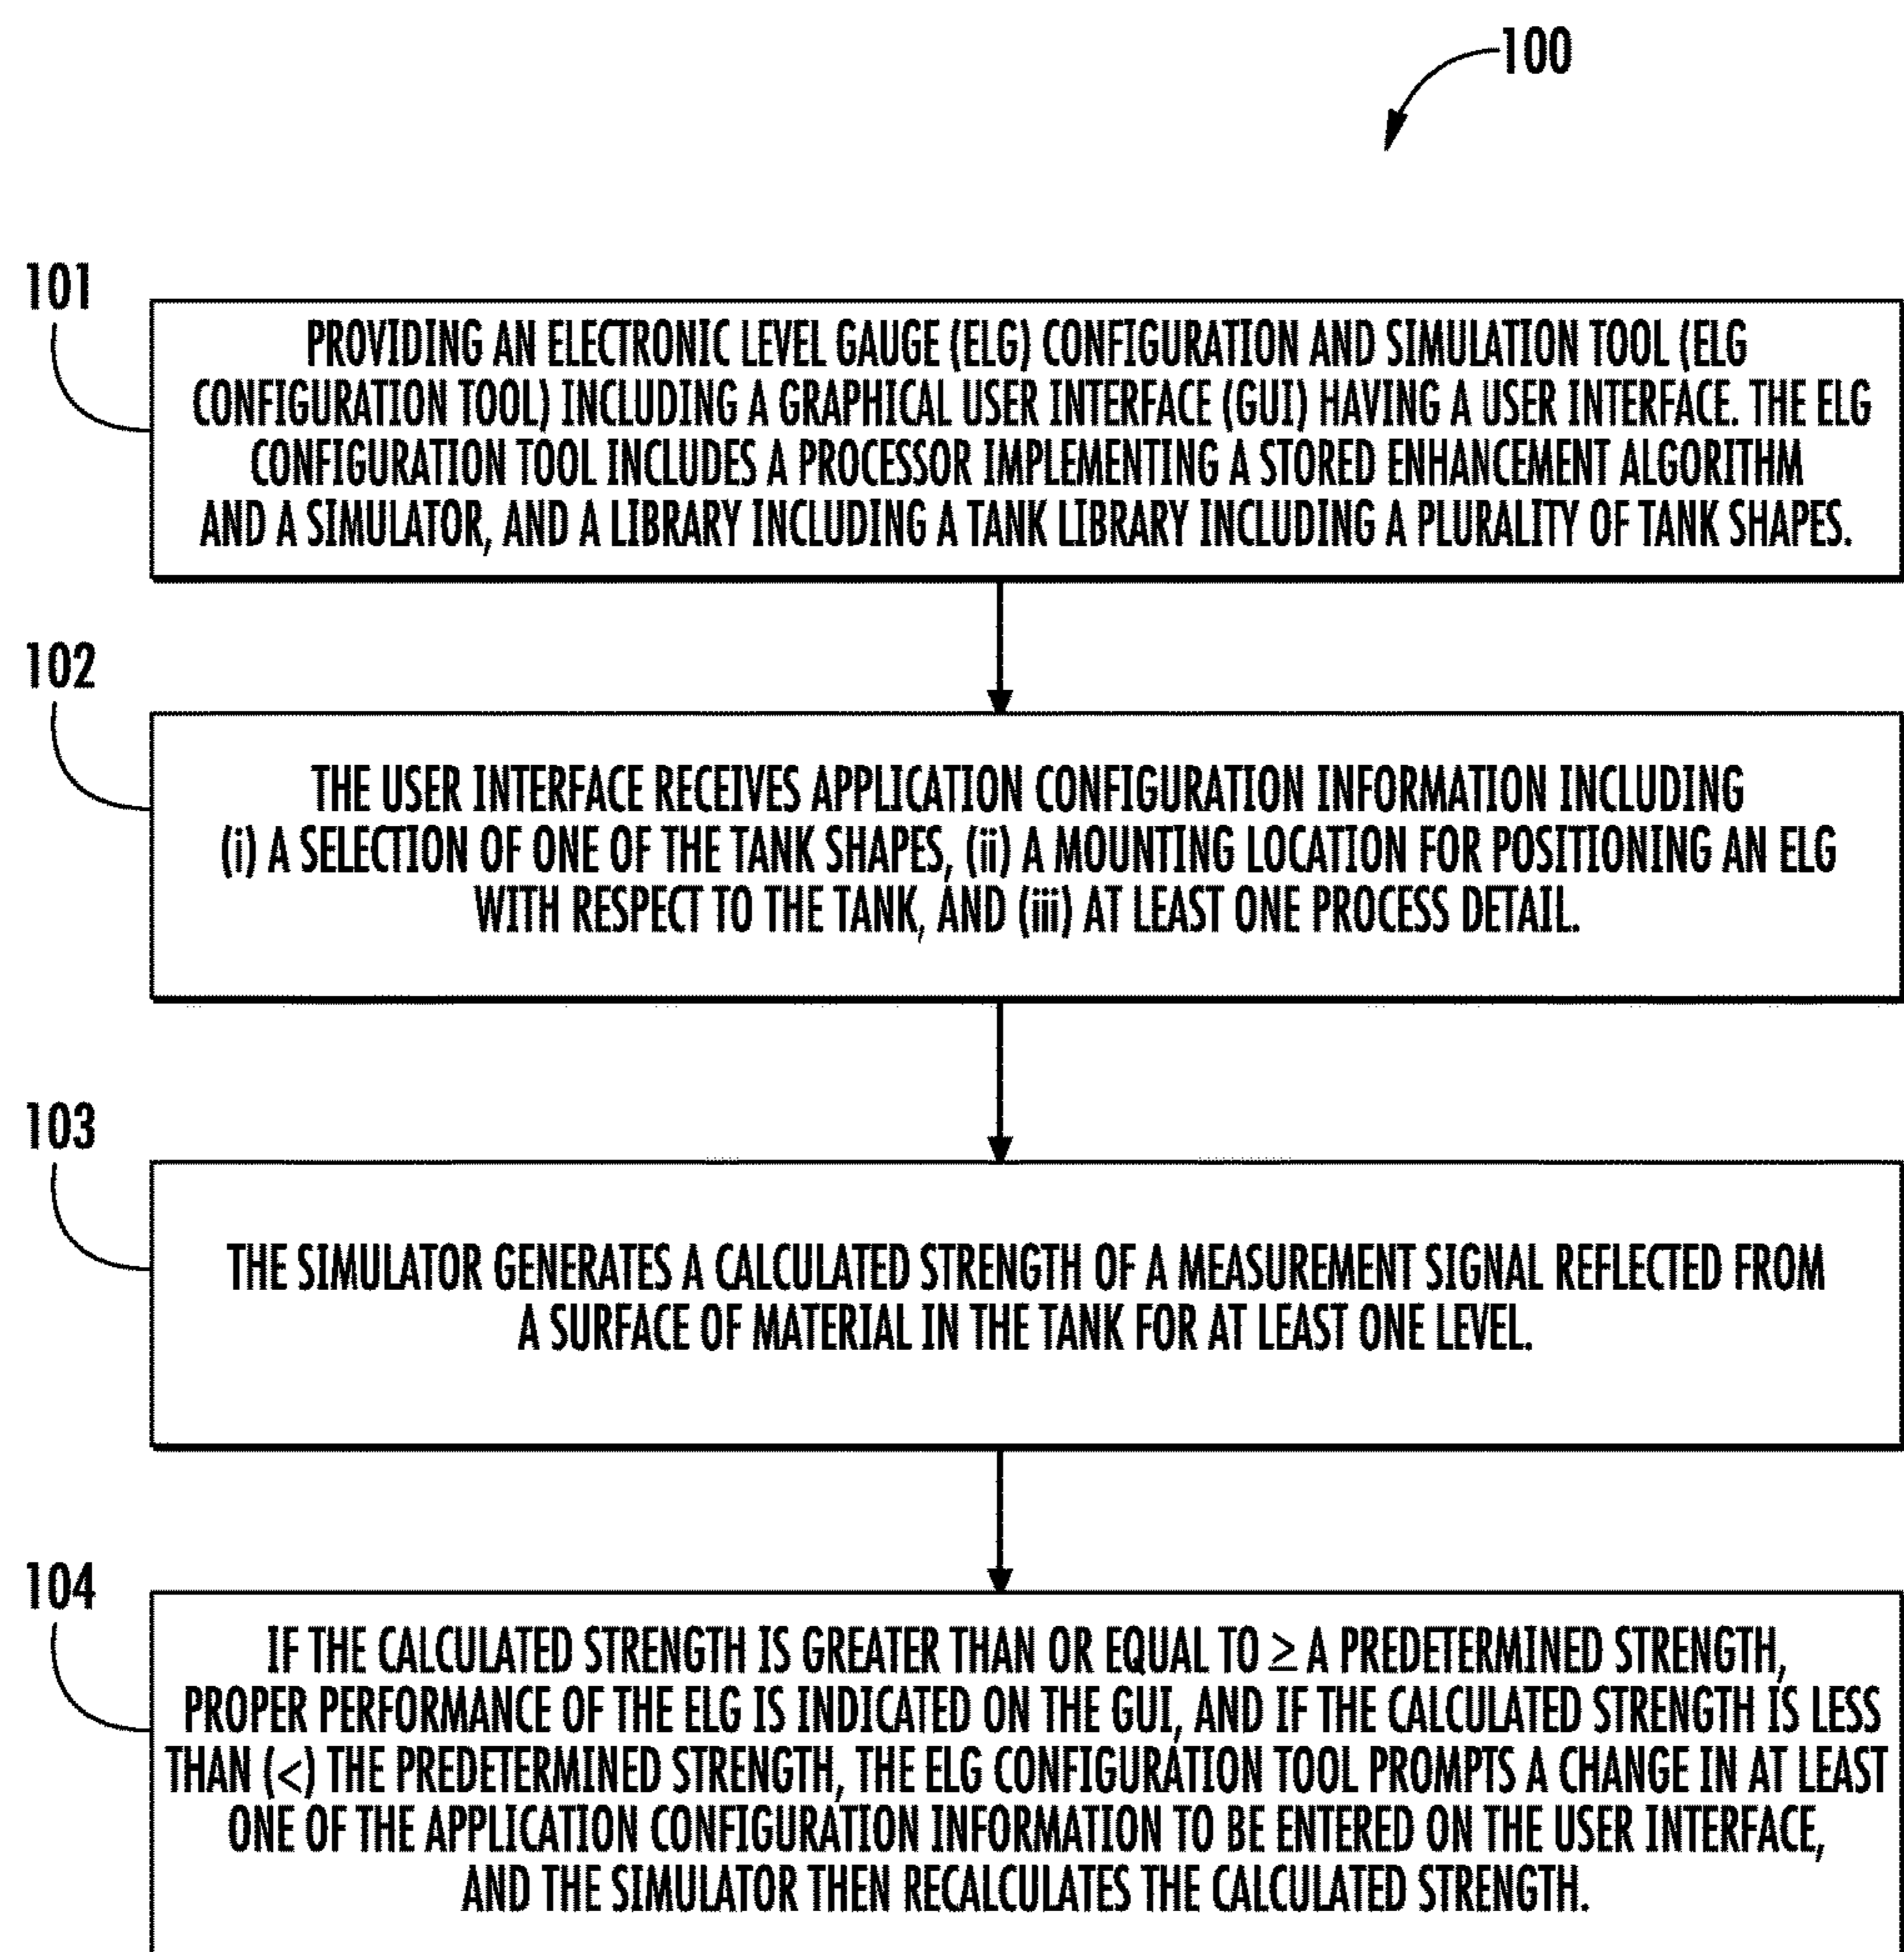 100
101
PROVIDING AN ELECTRONIC LEVEL GAUGE (ELG) CONFIGURATION AND SIMULATION TOOL (ELG
CONFIGURATION TOOL) INCLUDING A GRAPHICAL USER INTERFACE (GUI) HAVING A USER INTERFACE. THE ELG
CONFIGURATION TOOL INCLUDES A PROCESSOR IMPLEMENTING A STORED ENHANCEMENT ALGORITHM
AND A SIMULATOR, AND A LIBRARY INCLUDING A TANK LIBRARY INCLUDING A PLURALITY OF TANK SHAPES.
102
THE USER INTERFACE RECEIVES APPLICATION CONFIGURATION INFORMATION INCLUDING
(i) A SELECTION OF ONE OF THE TANK SHAPES, (ii) A MOUNTING LOCATION FOR POSITIONING AN ELG
WITH RESPECT TO THE TANK, AND (iii) AT LEAST ONE PROCESS DETAIL.
103
THE SIMULATOR GENERATES A CALCULATED STRENGTH OF A MEASUREMENT SIGNAL REFLECTED FROM
A SURFACE OF MATERIAL IN THE TANK FOR AT LEAST ONE LEVEL.
104
IF THE CALCULATED STRENGTH IS GREATER THAN OR EQUAL TO ≥ A PREDETERMINED STRENGTH,
PROPER PERFORMANCE OF THE ELG IS INDICATED ON THE GUI, AND IF THE CALCULATED STRENGTH IS LESS
THAN (<) THE PREDETERMINED STRENGTH, THE ELG CONFIGURATION TOOL PROMPTS A CHANGE IN AT LEAST
ONE OF THE APPLICATION CONFIGURATION INFORMATION TO BE ENTERED ON THE USER INTERFACE,
AND THE SIMULATOR THEN RECALCULATES THE CALCULATED STRENGTH.